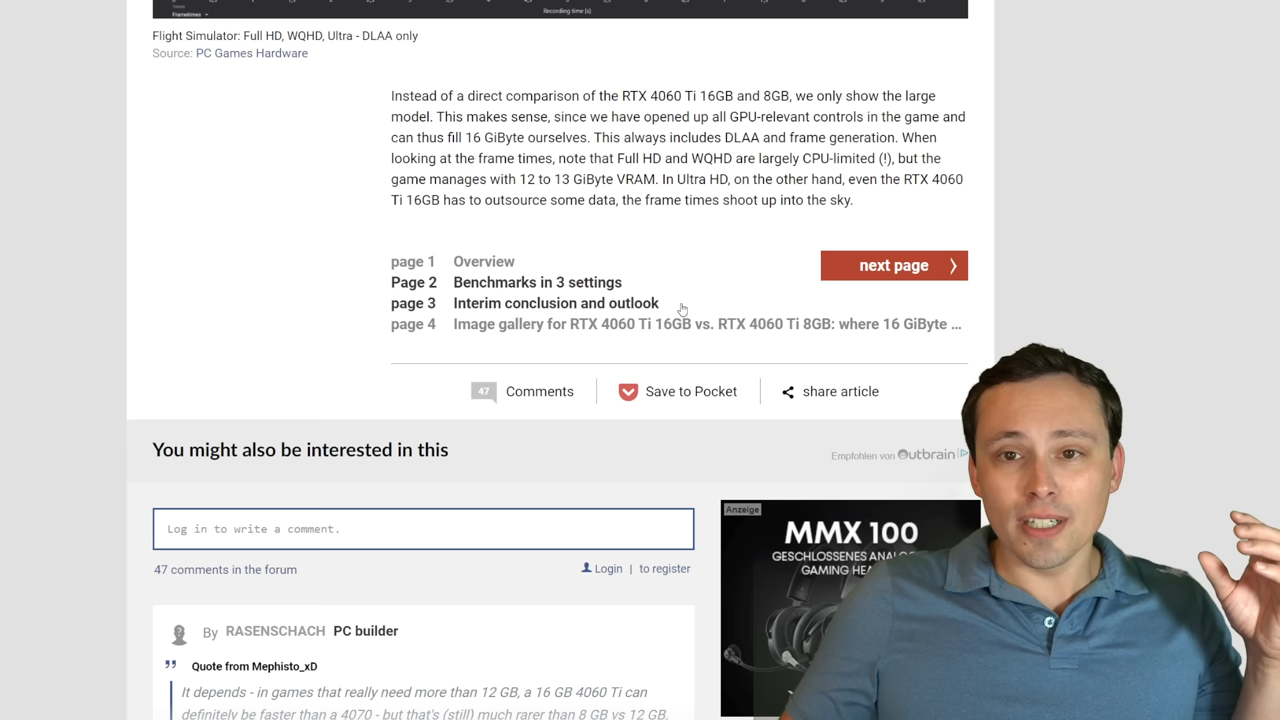 Frametimes
Recording time [s]
Flight Simulator: Full HD, WQHD, Ultra - DLAA only
Source: PC Games Hardware
Instead of a direct comparison of the RTX 4060 Ti 16GB and 8GB, we only show the large
model. This makes sense, since we have opened up all GPU-relevant controls in the game and
can thus fill 16 GiByte ourselves. This always includes DLAA and frame generation. When
looking at the frame times, note that Full HD and WQHD are largely CPU-limited (!), but the
game manages with 12 to 13 GiByte VRAM. In Ultra HD, on the other hand, even the RTX 4060
Ti 16GB has to outsource some data, the frame times shoot up into the sky.
page 1 Overview
next page
Page 2 Benchmarks in 3 settings
page 3 Interim conclusion and outlook
page 4 Image gallery for RTX 4060 Ti 16GB vs. RTX 4060 Ti 8GB: where 16 GiByte ...
47 Comments
Save to Pocket
share article
You might also be interested in this
Empfohlen von Outbrain
Log in to write a comment.
47 comments in the forum
Login | to register
Anzeige
MMX 100
GESCHLOSSENES
GAMING
By RASENSCHACH PC builder
Quote from Mephisto_xD
It depends - in games that really need more than 12 GB, a 16 GB 4060 Ti can
definitely be faster than a 4070 - but that's (still) much rarer than 8 GB vs 12 GB.